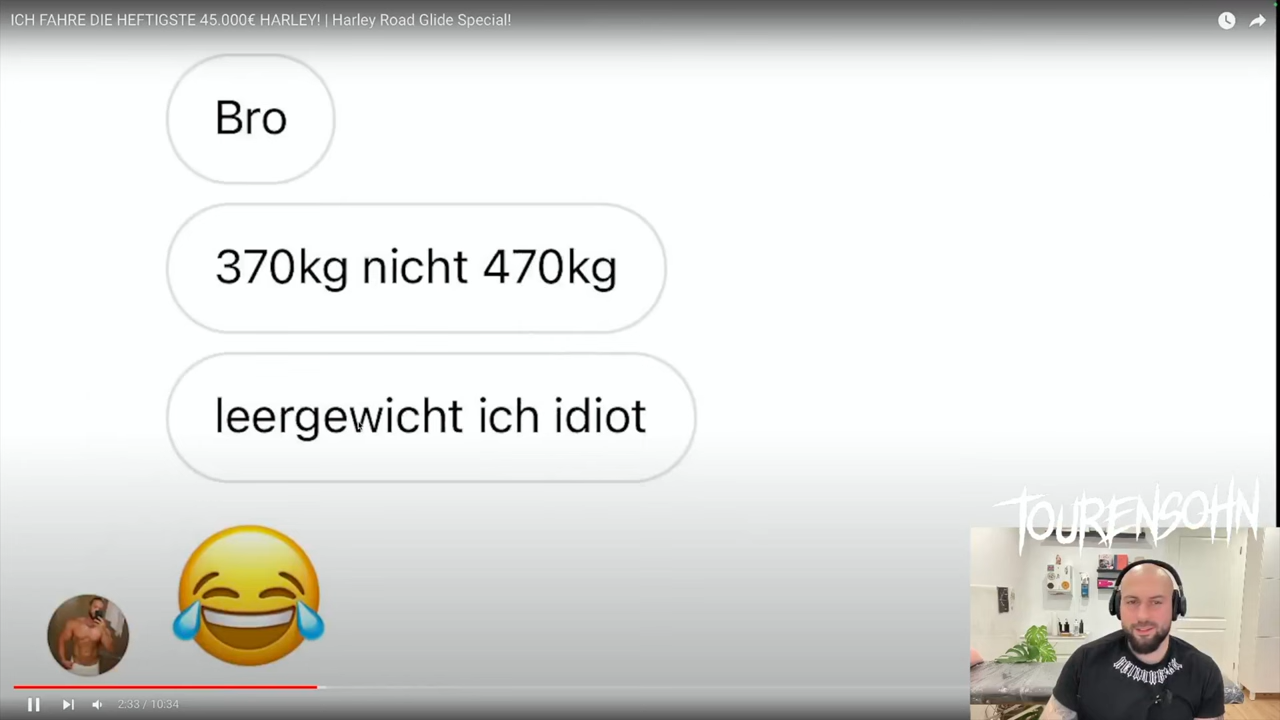 ICH FAHRE DIE HEFTIGSTE 45.000€ HARLEY! | Harley Road Glide Special!
Bro
370kg nicht 470kg
leergewicht ich idiot
TOURENSOHN
2:33 / 10:34